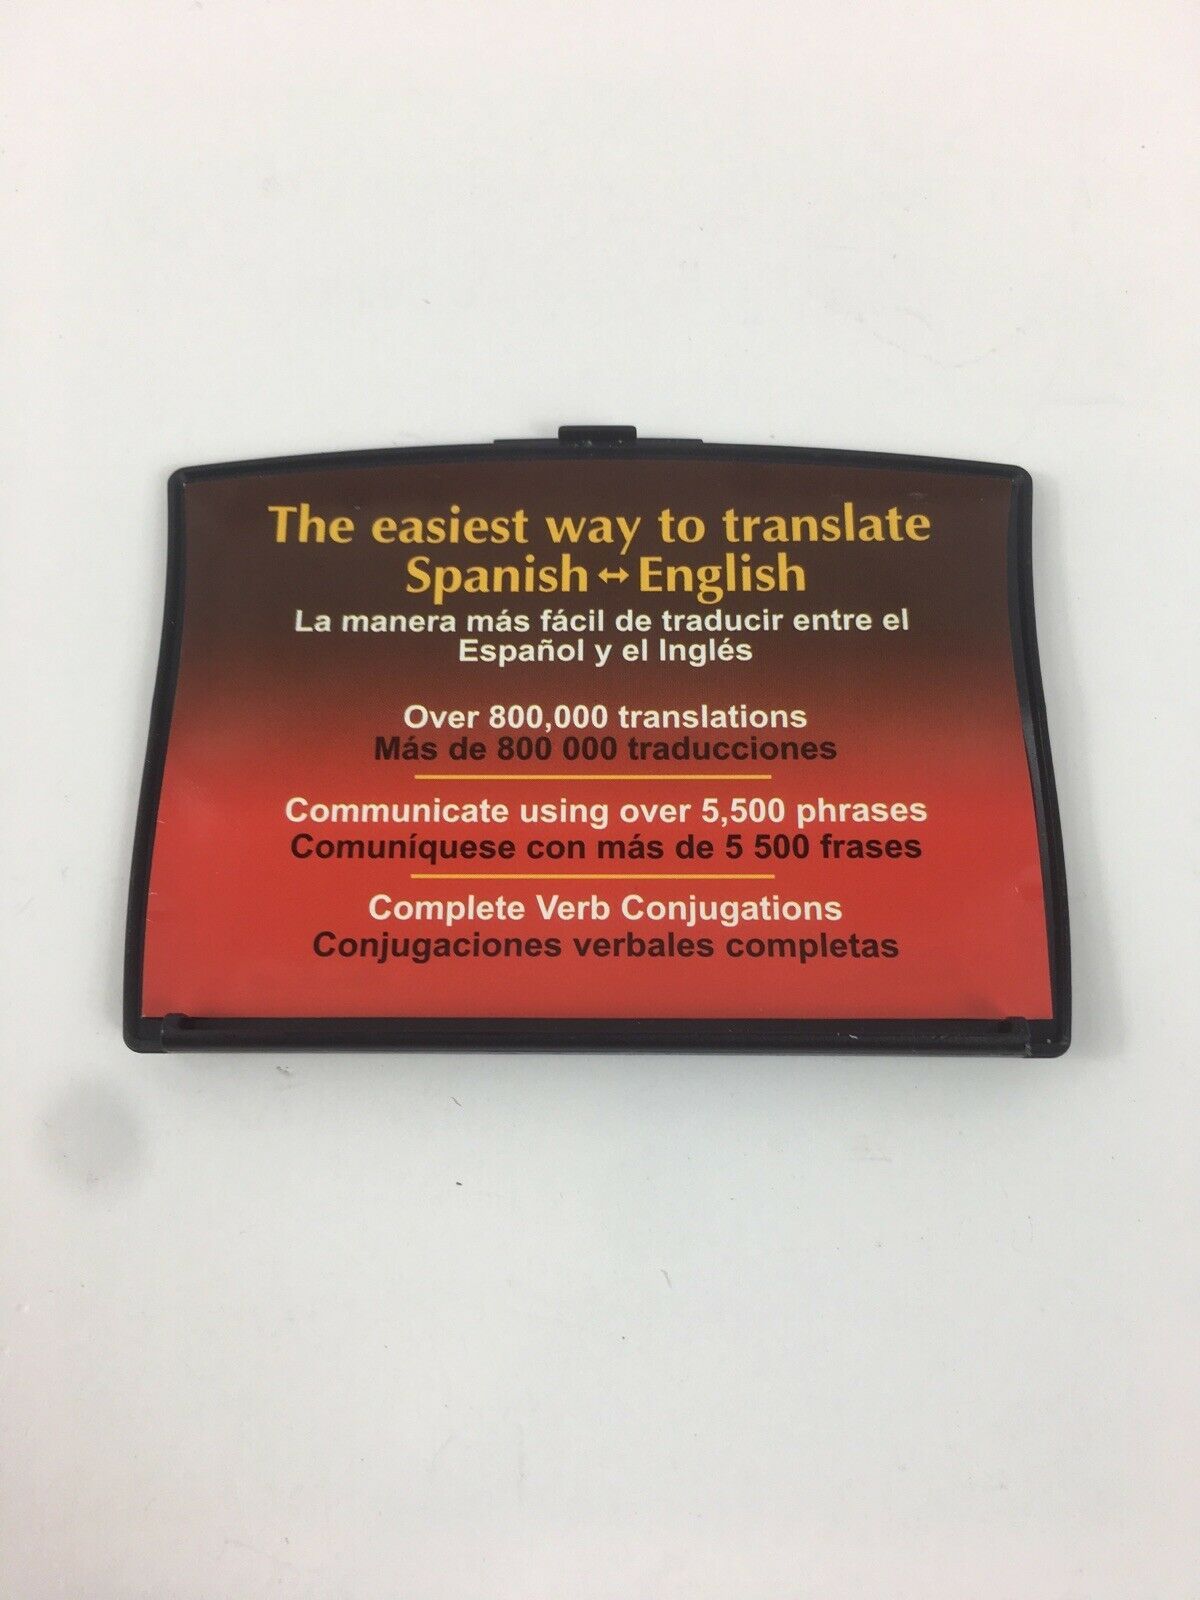 The easiest way to translate
Spanish ↔ English
La manera más fácil de traducir entre el
Español y el Inglés
Over 800,000 translations
Más de 800 000 traducciones
Communicate using over 5,500 phrases
Comuníquese con más de 5 500 frases
Complete Verb Conjugations
Conjugaciones verbales completas